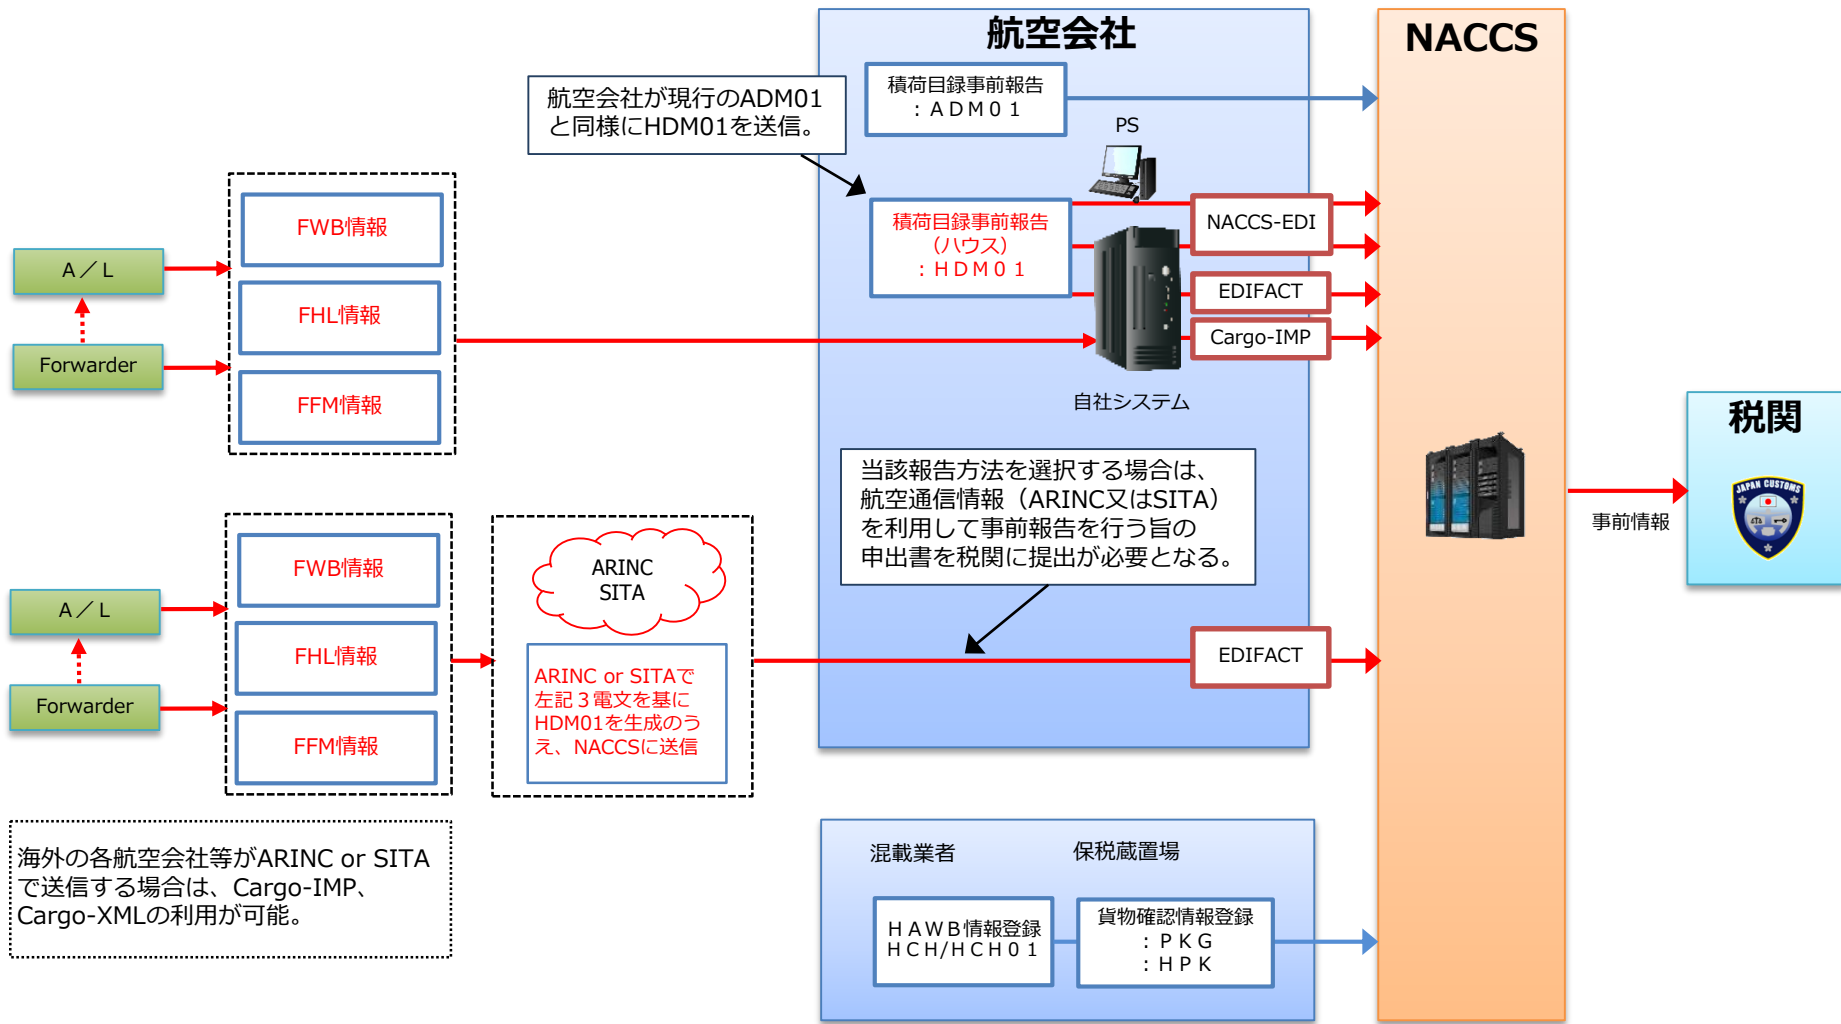 航空会社
NACCS
積荷目録事前報告
：ＡＤＭ０１
航空会社が現行のADM01
と同様にHDM01を送信。
PS
積荷目録事前報告
（ハウス）
：ＨＤＭ０１
NACCS-EDI
EDIFACT
Cargo-IMP
自社システム
FWB情報
FHL情報
FFM情報
Ａ／Ｌ
Forwarder
当該報告方法を選択する場合は、
航空通信情報（ARINC又はSITA）
を利用して事前報告を行う旨の
申出書を税関に提出が必要となる。
税関
JAPAN CUSTOMS
事前情報
FWB情報
FHL情報
FFM情報
Ａ／Ｌ
Forwarder
ARINC
SITA
ARINC or SITAで
左記３電文を基に
HDM01を生成のう
え、NACCSに送信
EDIFACT
海外の各航空会社等がARINC or SITA
で送信する場合は、Cargo-IMP、
Cargo-XMLの利用が可能。
混載業者
保税蔵置場
ＨＡＷＢ情報登録
ＨＣＨ/ＨＣＨ０１
貨物確認情報登録
：ＰＫＧ
：ＨＰＫ